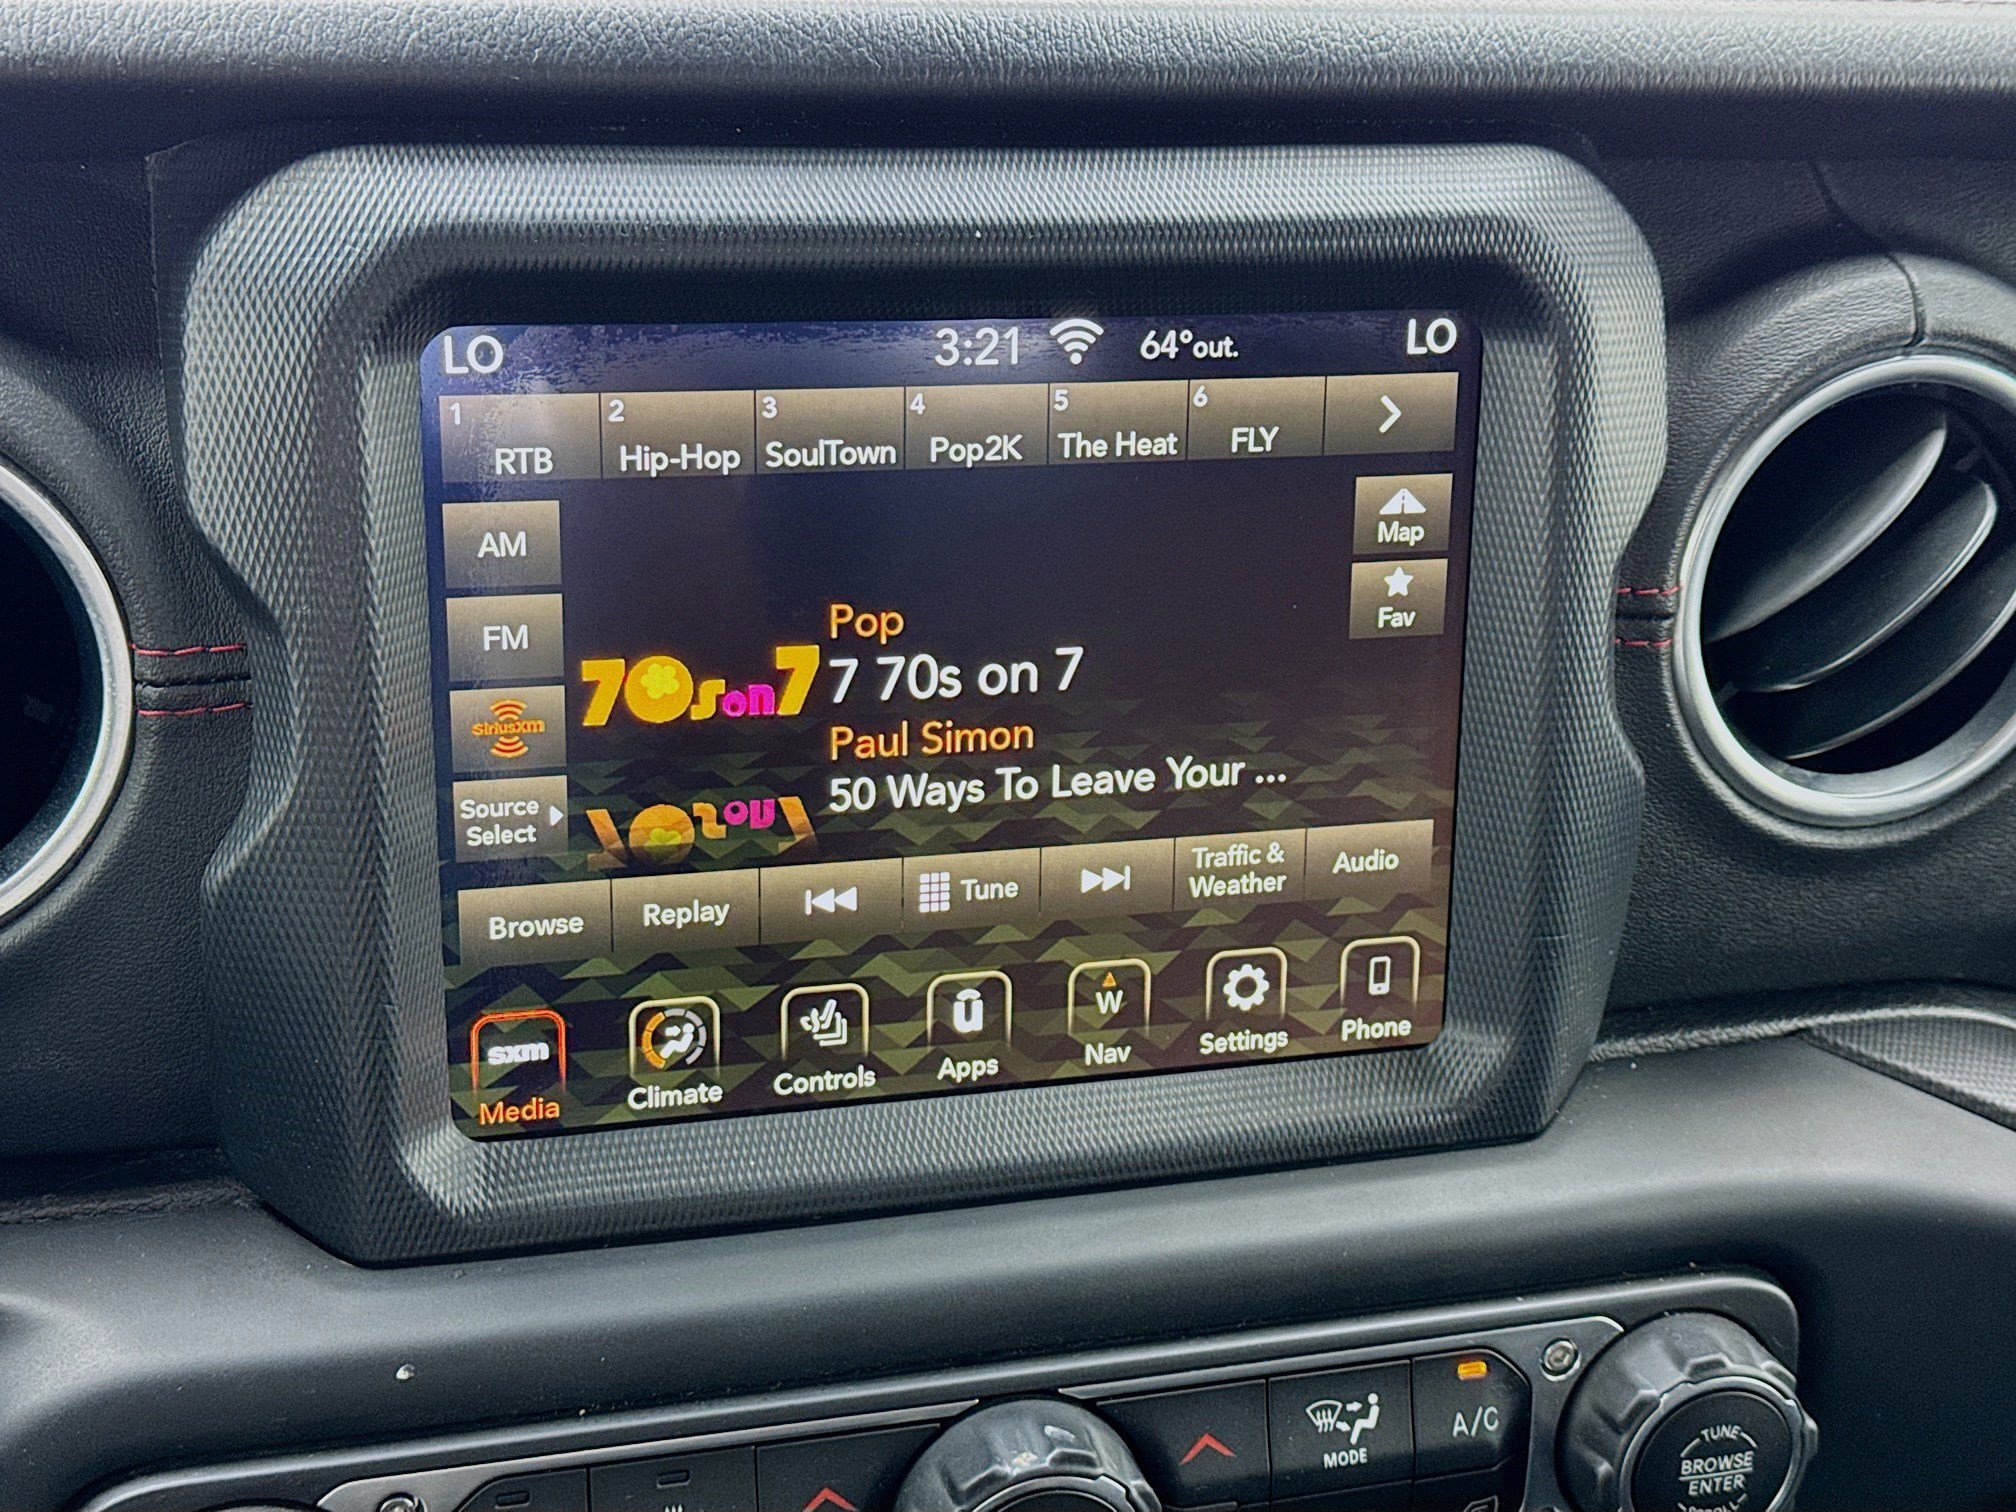 LO 3:21 64°out. LO
1 RTB
2 Hip-Hop
3 SoulTown
4 Pop2K
5 The Heat
6 FLY
AM
FM
SiriusXM
Source
Select
Map
Fav
70s on 7
Pop
7 70s on 7
Paul Simon
50 Ways To Leave Your ...
Browse
Replay
Tune
Traffic &
Weather
Audio
sxm
Media
Climate
Controls
u
Apps
W
Nav
Settings
Phone
MODE
A/C
TUNE
BROWSE
ENTER
SCROLL